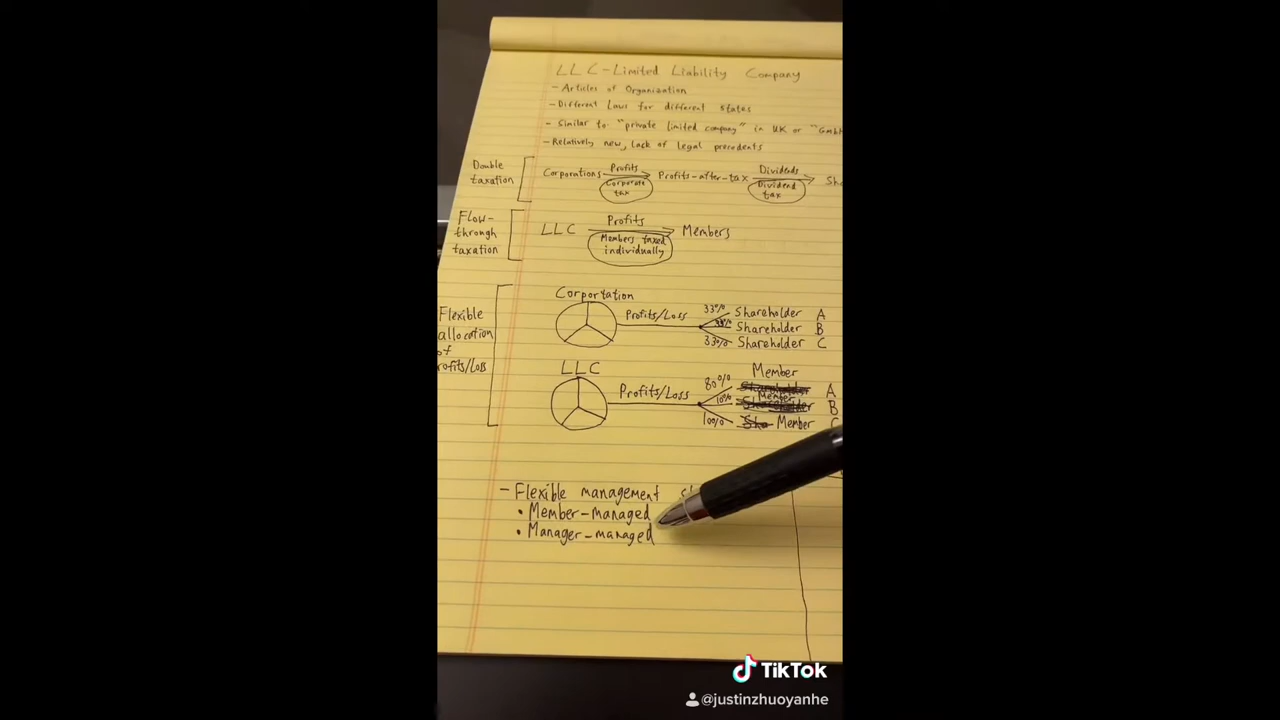 LLC-Limited Liability Company
- Articles of Organization
- Different Laws for different states
- Similar to "private limited company" in UK or "GmbH
- Relatively new, Lack of legal precedents
Double
taxation
Corporations Profits Profits-after-tax Dividends
Corporate
tax
Dividend
tax
Flow-
through
taxation
LLC Profits Members
Members taxed
individually
Flexible
allocation
of
Profits/Loss
Corportation
Profits/Loss
33% Shareholder A
33% Shareholder B
33% Shareholder C
LLC
Profits/Loss
Member
80% A
10% Member B
10% Member C
- Flexible management
• Member-managed
• Manager-managed
TikTok
@justinzhuoyanhe